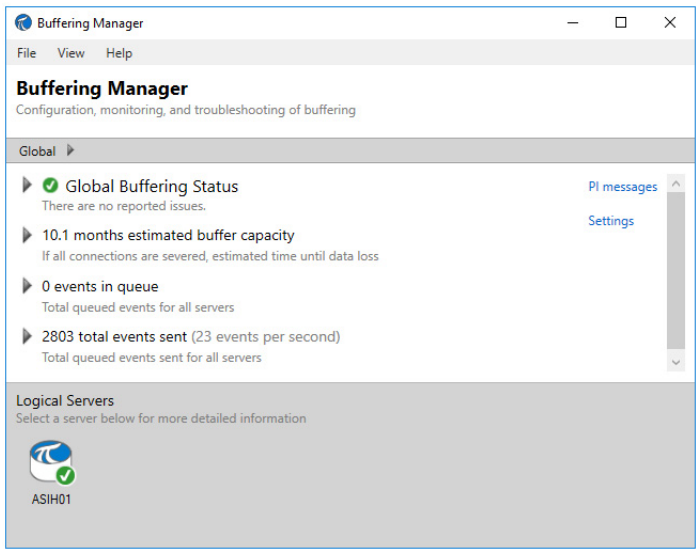 Buffering Manager
File View Help
Buffering Manager
Configuration, monitoring, and troubleshooting of buffering
Global
Global Buffering Status
There are no reported issues.
PI messages
Settings
10.1 months estimated buffer capacity
If all connections are severed, estimated time until data loss
0 events in queue
Total queued events for all servers
2803 total events sent (23 events per second)
Total queued events sent for all servers
Logical Servers
Select a server below for more detailed information
ASIH01